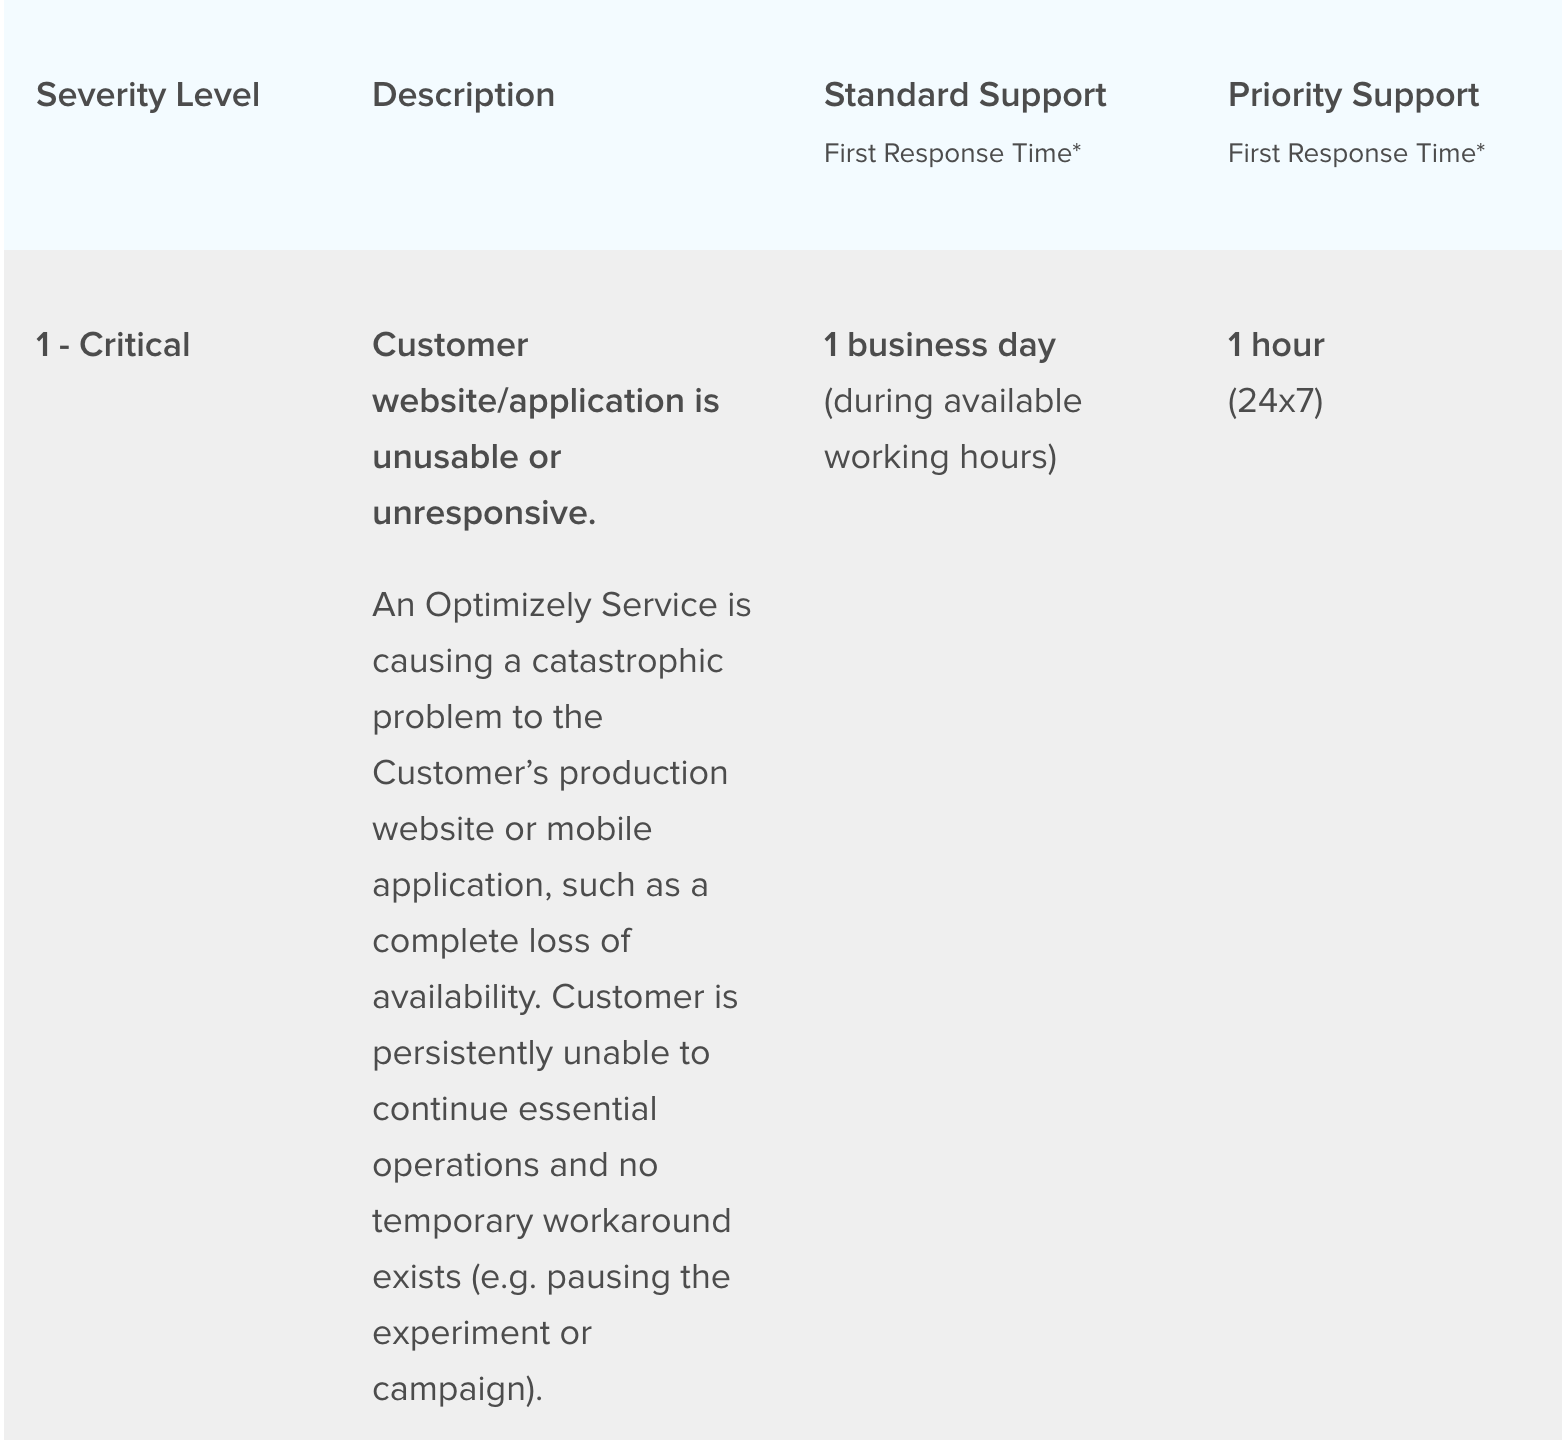 Severity Level
Description
Standard Support
First Response Time*
Priority Support
First Response Time*
1 - Critical
Customer
website/application is
unusable or
unresponsive.
An Optimizely Service is
causing a catastrophic
problem to the
Customer’s production
website or mobile
application, such as a
complete loss of
availability. Customer is
persistently unable to
continue essential
operations and no
temporary workaround
exists (e.g. pausing the
experiment or
campaign).
1 business day
(during available
working hours)
1 hour
(24x7)